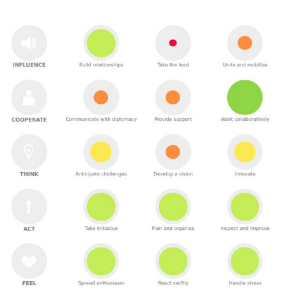 INFLUENCE
Build relationships
Take the lead
Unite and mobilise
COOPERATE
Communicate with diplomacy
Provide support
Work collaboratively
THINK
Anticipate challenges
Develop a vision
Innovate
ACT
Take initiative
Plan and organise
Inspect and improve
FEEL
Spread enthusiasm
React swiftly
Handle stress